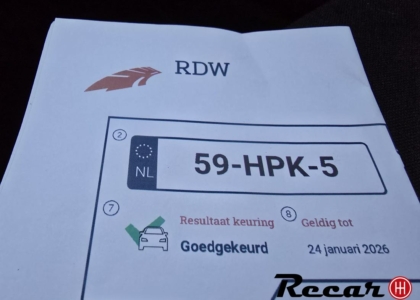 RDW
2
NL
59-HPK-5
7
Resultaat keuring
8
Geldig tot
Goedgekeurd
24 januari 2026
Recar